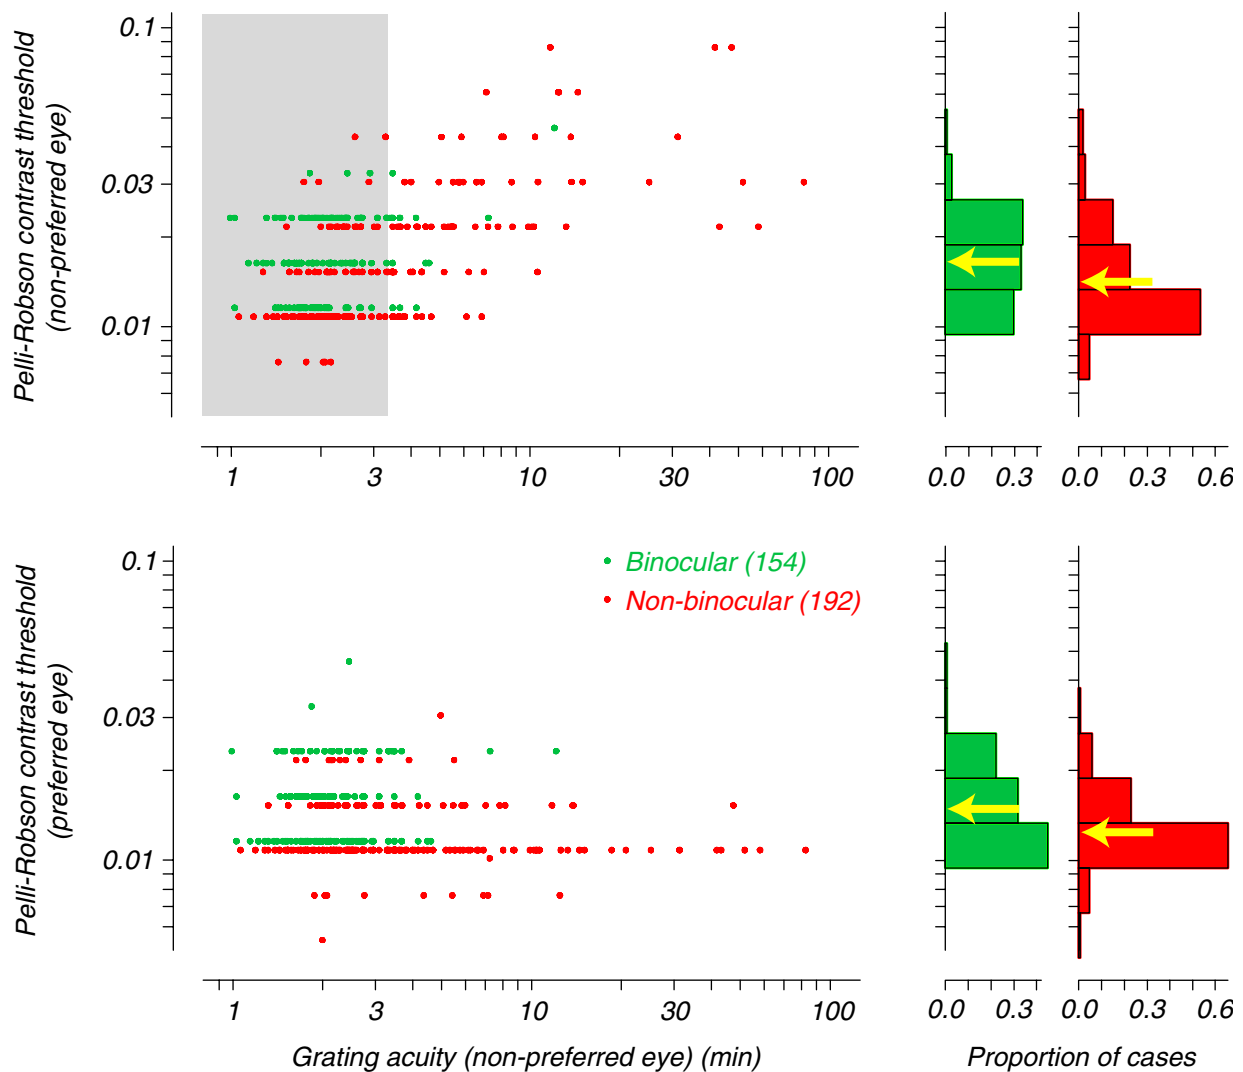 Pelli-Robson contrast threshold
(non-preferred eye)
0.1
0.03
0.01
1 3 10 30 100
0.0 0.3 0.0 0.3 0.6
Pelli-Robson contrast threshold
(preferred eye)
0.1
0.03
0.01
Binocular (154)
Non-binocular (192)
1 3 10 30 100
0.0 0.3 0.0 0.3 0.6
Grating acuity (non-preferred eye) (min)
Proportion of cases